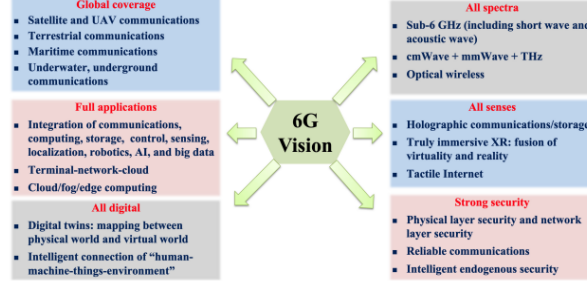 Global coverage
Satellite and UAV communications
Terrestrial communications
Maritime communications
Underwater, underground
communications
Full applications
Integration of communications,
computing, storage, control, sensing,
localization, robotics, AI, and big data
Terminal-network-cloud
Cloud/fog/edge computing
All digital
Digital twins: mapping between
physical world and virtual world
Intelligent connection of “human-
machine-things-environment”
6G
Vision
All spectra
Sub-6 GHz (including short wave and
acoustic wave)
cmWave + mmWave + THz
Optical wireless
All senses
Holographic communications/storage
Truly immersive XR: fusion of
virtuality and reality
Tactile Internet
Strong security
Physical layer security and network
layer security
Reliable communications
Intelligent endogenous security